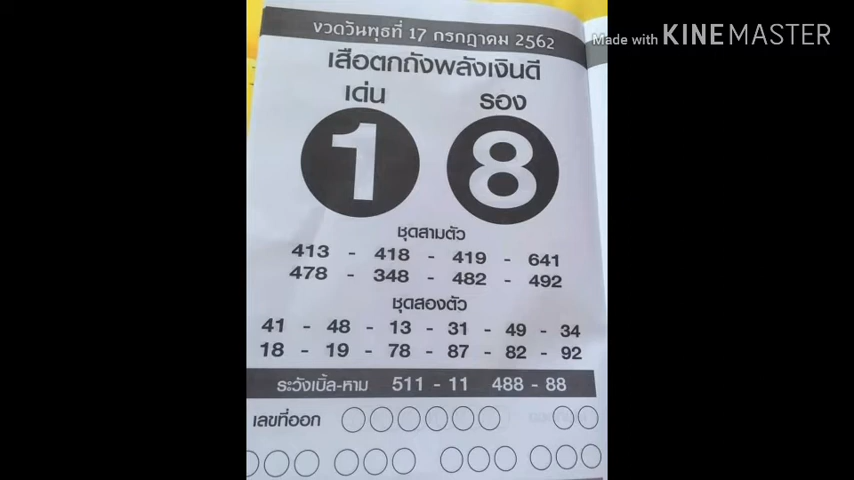 งวดวันพุธที่ 17 กรกฎาคม 2562
Made with KINEMASTER
เสือตกถังพลังเงินดี
เด่น รอง
1 8
ชุดสามตัว
413 - 418 - 419 - 641
478 - 348 - 482 - 492
ชุดสองตัว
41 - 48 - 13 - 31 - 49 - 34
18 - 19 - 78 - 87 - 82 - 92
ระวังเบิ้ล-หาม 511 - 11 488 - 88
เลขที่ออก